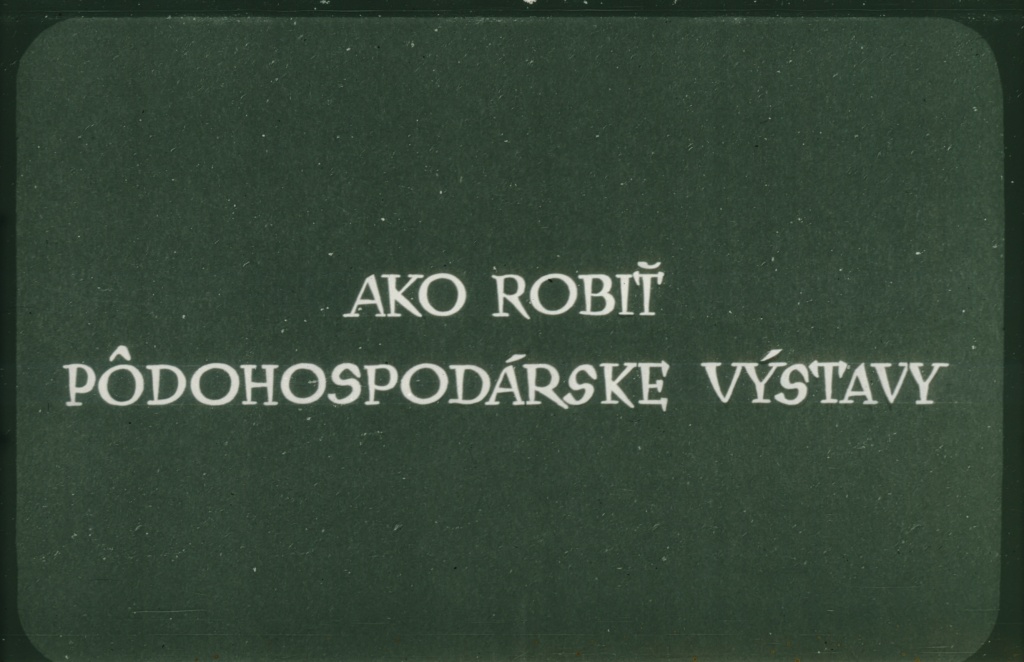 AKO ROBIŤ
PÔDOHOSPODÁRSKE VÝSTAVY